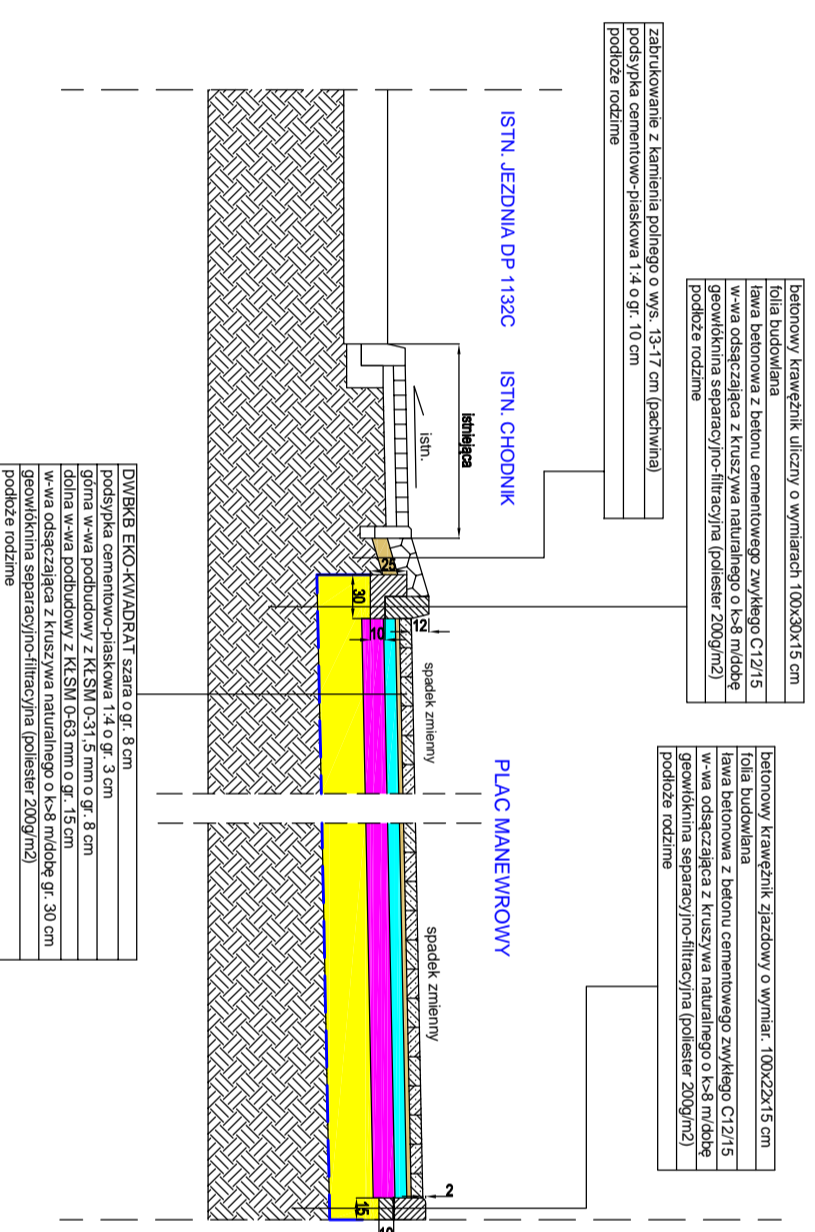 betonowy krawężnik uliczny o wymiarach 100x30x15 cm
folia budowlana
ława betonowa z betonu cementowego zwykłego C12/15
w-wa odsączająca z kruszywa naturalnego o k>8 m/dobę
geowłóknina separacyjno-filtracyjna (poliester 200g/m2)
podłoże rodzime
betonowy krawężnik zjazdowy o wymiar. 100x22x15 cm
folia budowlana
ława betonowa z betonu cementowego zwykłego C12/15
w-wa odsączająca z kruszywa naturalnego o k>8 m/dobę
geowłóknina separacyjno-filtracyjna (poliester 200g/m2)
podłoże rodzime
zabrukowanie z kamienia polnego o wys. 13-17 cm (pachwina)
podsypka cementowo-piaskowa 1:4 o gr. 10 cm
podłoże rodzime
ISTN. JEZDNIA DP 1132C
ISTN. CHODNIK
PLAC MANEWROWY
istniejąca
istn.
spadek zmienny
spadek zmienny
12
2
25
10
30
15
DWBKB EKO-KWADRAT szara o gr. 8 cm
podsypka cementowo-piaskowa 1:4 o gr. 3 cm
górna w-wa podbudowy z KŁSM 0-31,5 mm o gr. 8 cm
dolna w-wa podbudowy z KŁSM 0-63 mm o gr. 15 cm
w-wa odsączająca z kruszywa naturalnego o k>8 m/dobę gr. 30 cm
geowłóknina separacyjno-filtracyjna (poliester 200g/m2)
podłoże rodzime